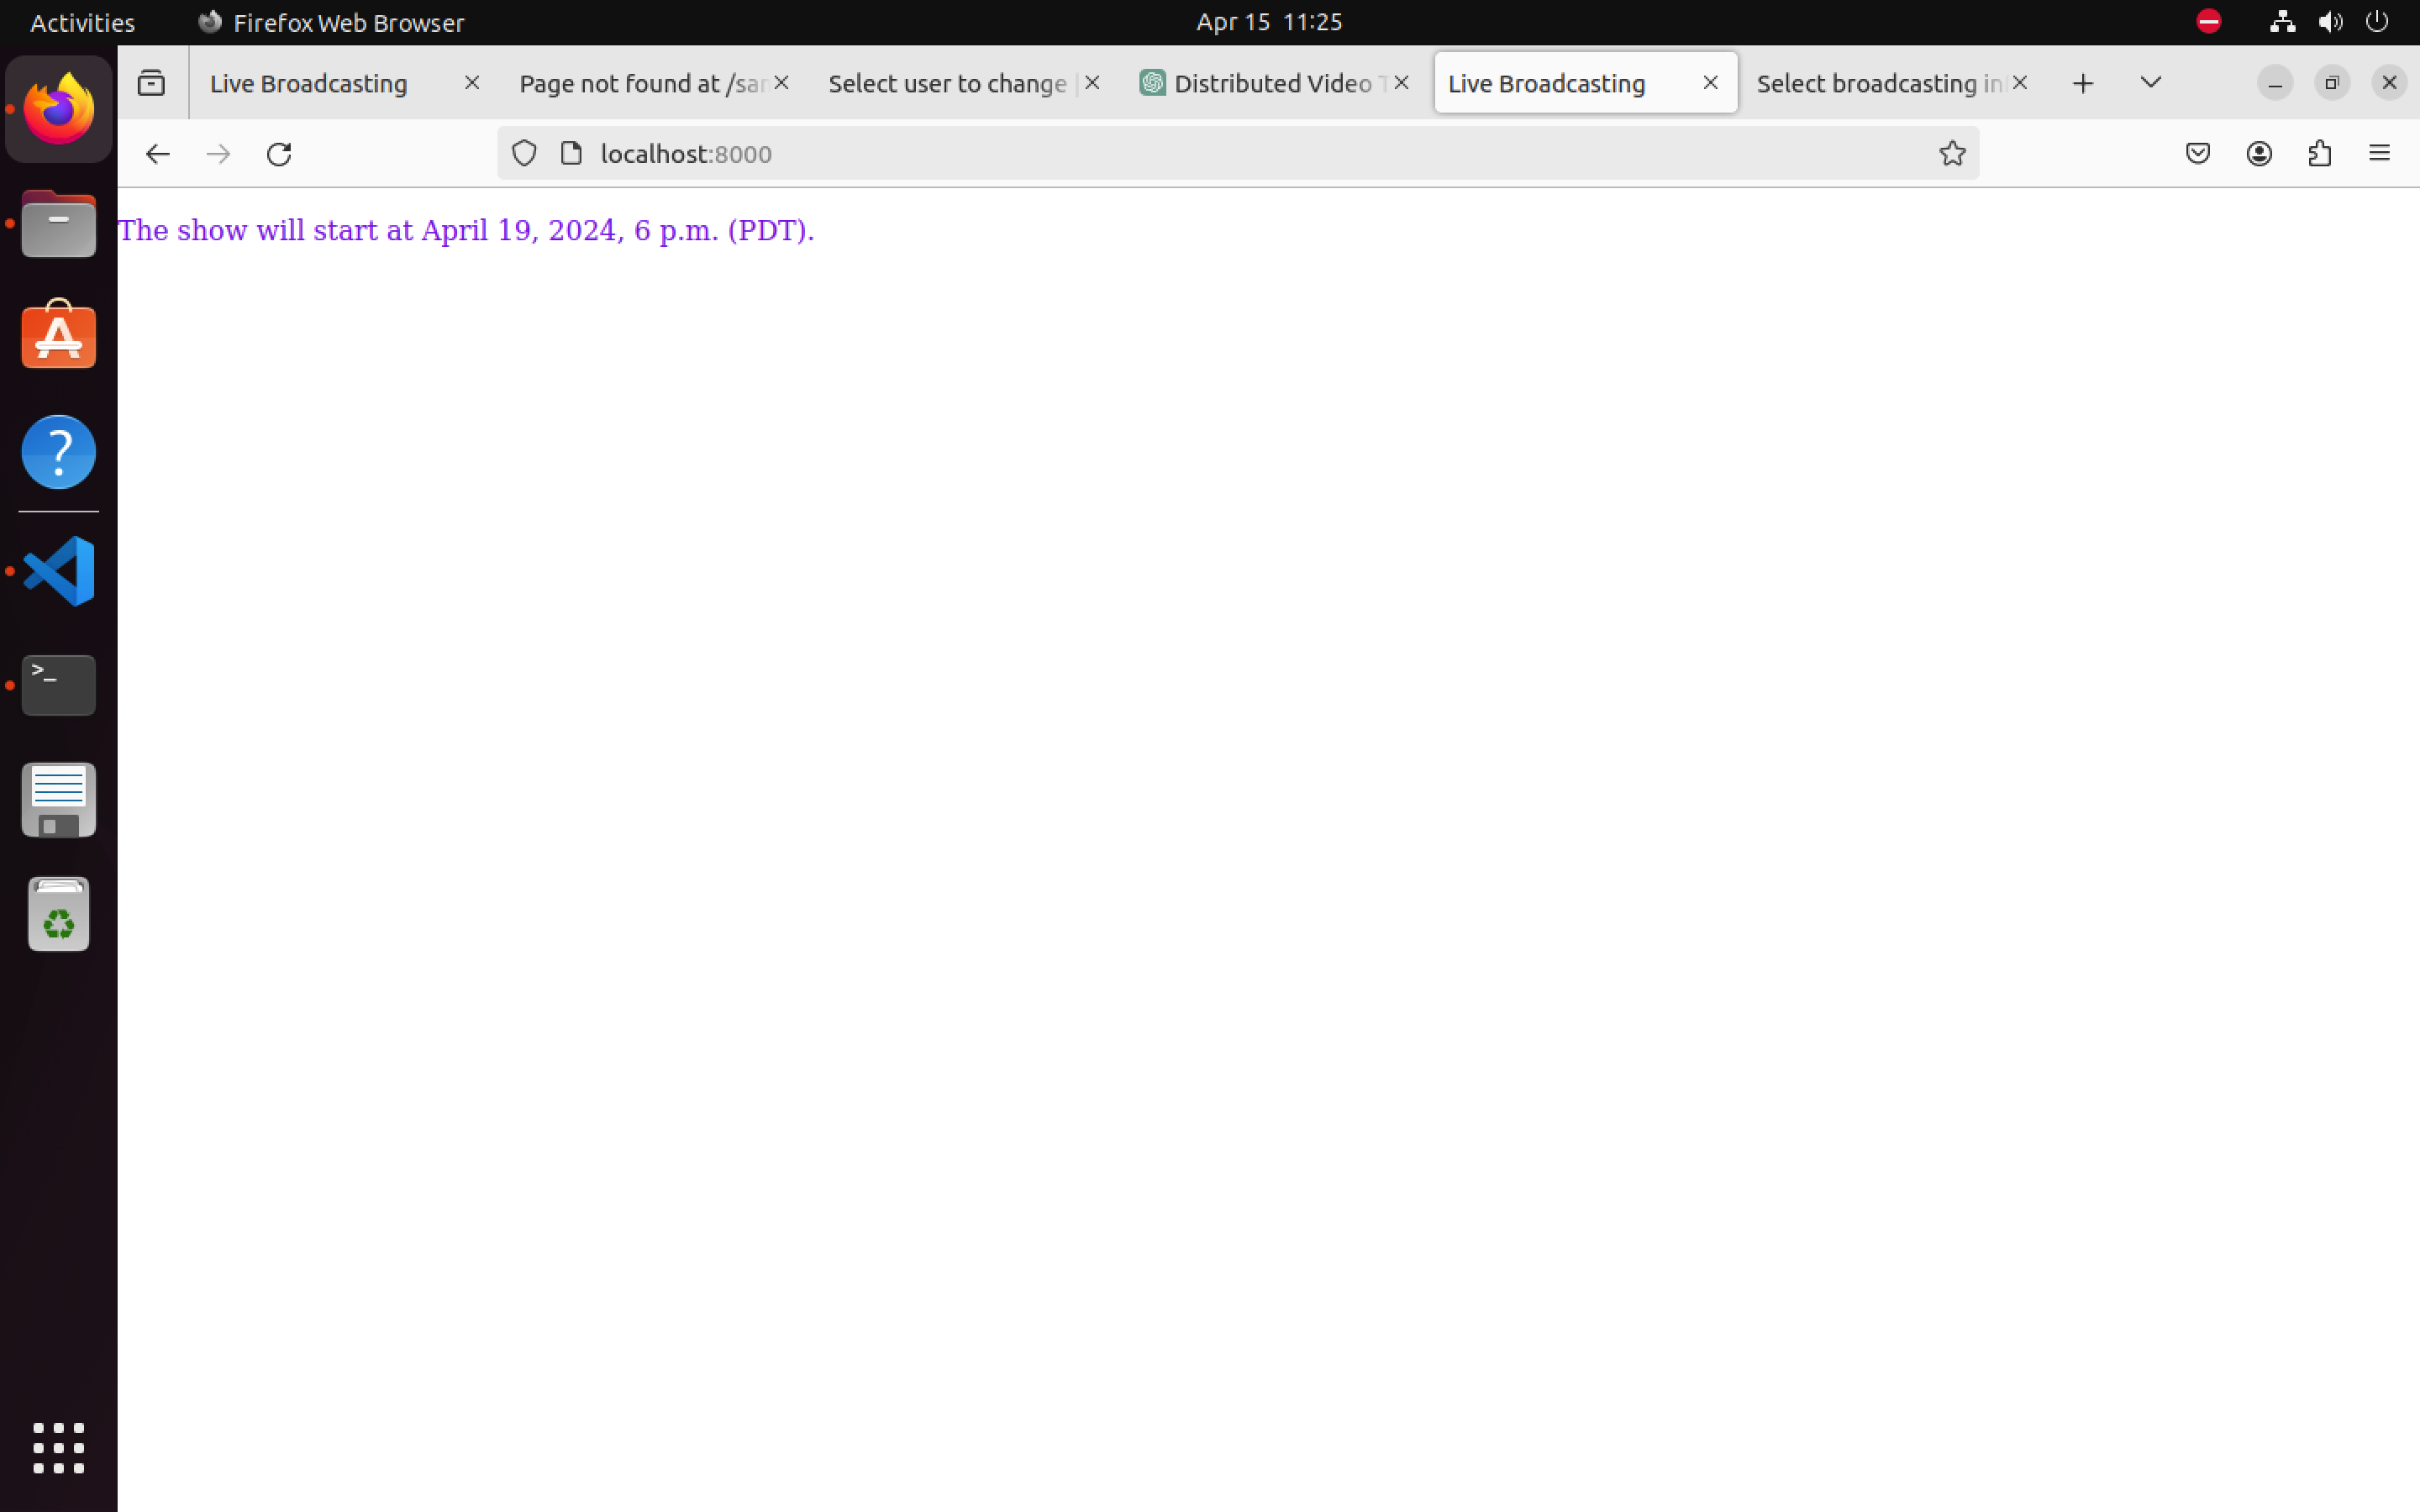 Activities Firefox Web Browser Apr 15 11:25
Live Broadcasting Page not found at /sar Select user to change | Distributed Video T Live Broadcasting Select broadcasting in
localhost:8000
The show will start at April 19, 2024, 6 p.m. (PDT).